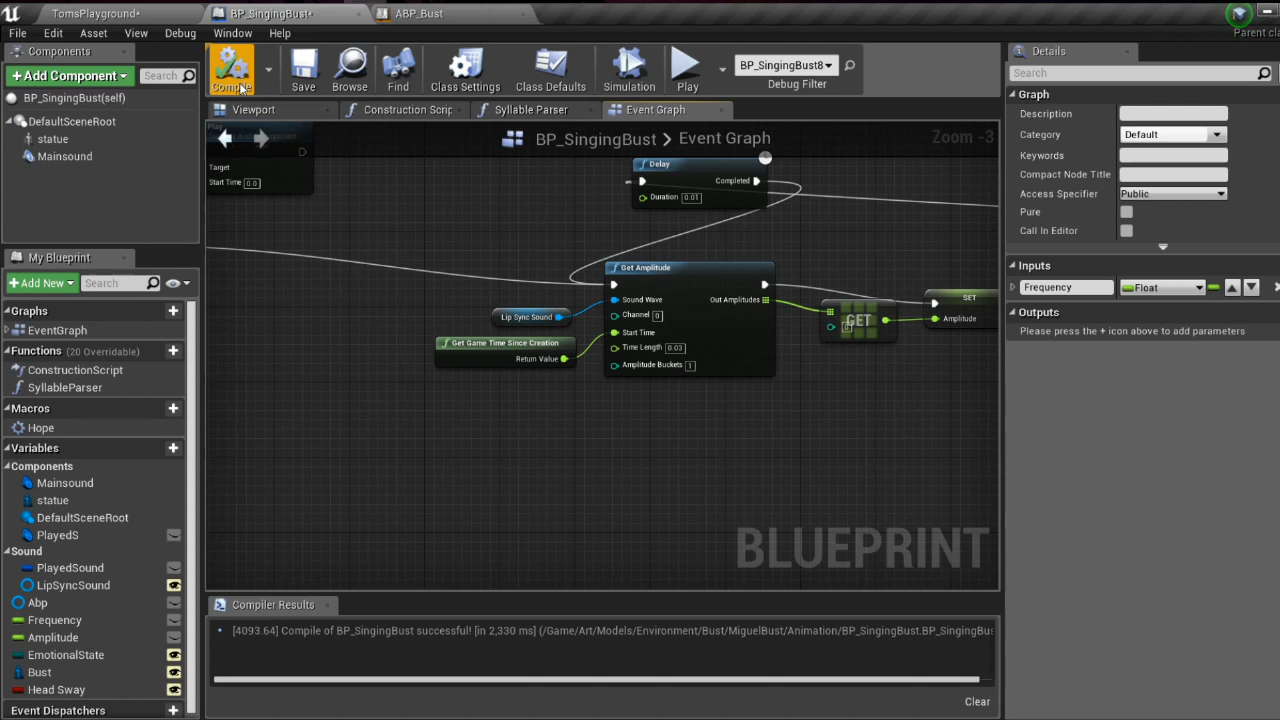 TomsPlayground•
BP_SingingBust•
ABP_Bust
File Edit Asset View Debug Window Help
Parent cla
Components
+Add Component
Search
BP_SingingBust(self)
DefaultSceneRoot
statue
Mainsound
Compile
Save
Browse
Find
Class Settings
Class Defaults
Simulation
Play
BP_SingingBust8
Debug Filter
Viewport
Construction Scrip
Syllable Parser
Event Graph
BP_SingingBust > Event Graph
Zoom -3
Play
Target
Start Time 0.0
Delay
Completed
Duration 0.01
Get Amplitude
Sound Wave
Out Amplitudes
Channel 0
Start Time
Time Length 0.03
Amplitude Buckets 1
Lip Sync Sound
Get Game Time Since Creation
Return Value
GET
0
SET
Amplitude
BLUEPRINT
My Blueprint
+Add New
Search
Graphs
EventGraph
Functions (20 Overridable)
ConstructionScript
SyllableParser
Macros
Hope
Variables
Components
Mainsound
statue
DefaultSceneRoot
PlayedS
Sound
PlayedSound
LipSyncSound
Abp
Frequency
Amplitude
EmotionalState
Bust
Head Sway
Event Dispatchers
Compiler Results
[4093.64] Compile of BP_SingingBust successful! [in 2,330 ms] (/Game/Art/Models/Environment/Bust/MiguelBust/Animation/BP_SingingBust.BP_SingingBus
Clear
Details
Search
Graph
Description
Category Default
Keywords
Compact Node Title
Access Specifier Public
Pure
Call In Editor
Inputs
Frequency Float
Outputs
Please press the + icon above to add parameters